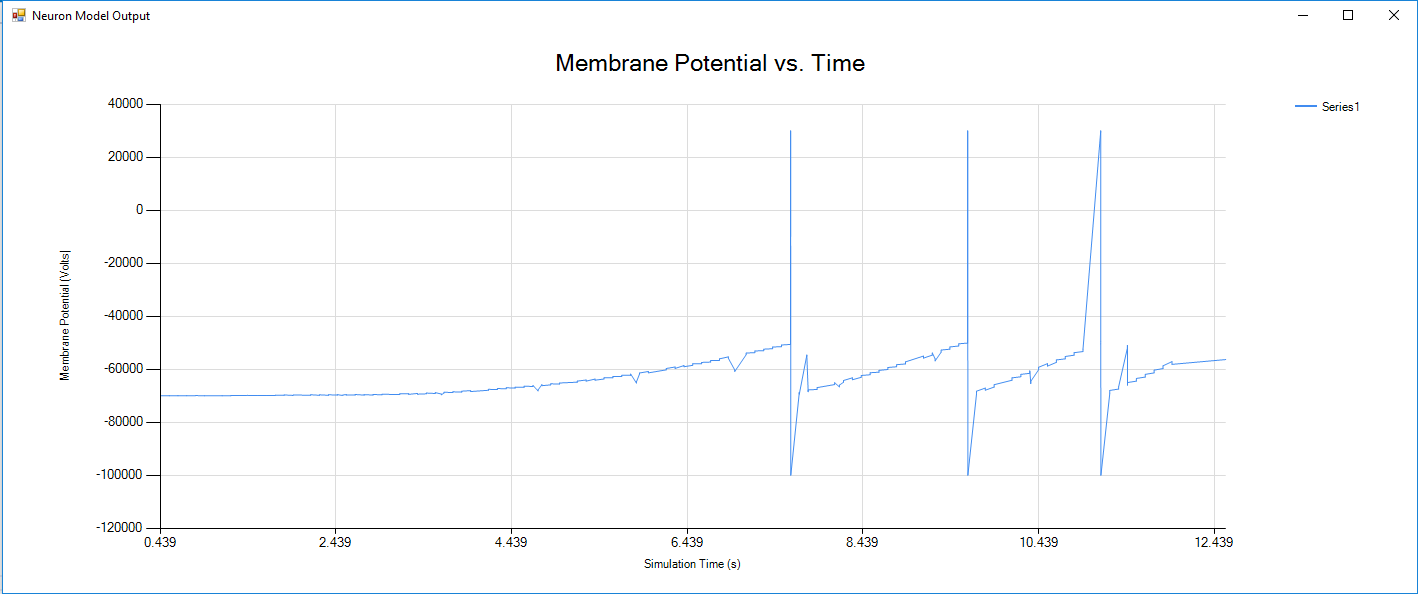 Neuron Model Output
Membrane Potential vs. Time
Series1
40000
20000
0
-20000
-40000
-60000
-80000
-100000
-120000
Membrane Potential (Volts|
0.439 2.439 4.439 6.439 8.439 10.439 12.439
Simulation Time (s)